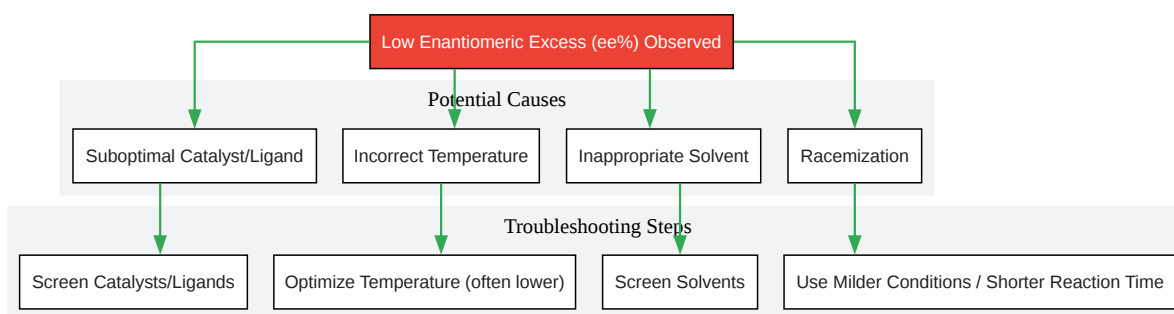 Low Enantiomeric Excess (ee%) Observed
Potential Causes
Suboptimal Catalyst/Ligand
Incorrect Temperature
Inappropriate Solvent
Racemization
Troubleshooting Steps
Screen Catalysts/Ligands
Optimize Temperature (often lower)
Screen Solvents
Use Milder Conditions / Shorter Reaction Time